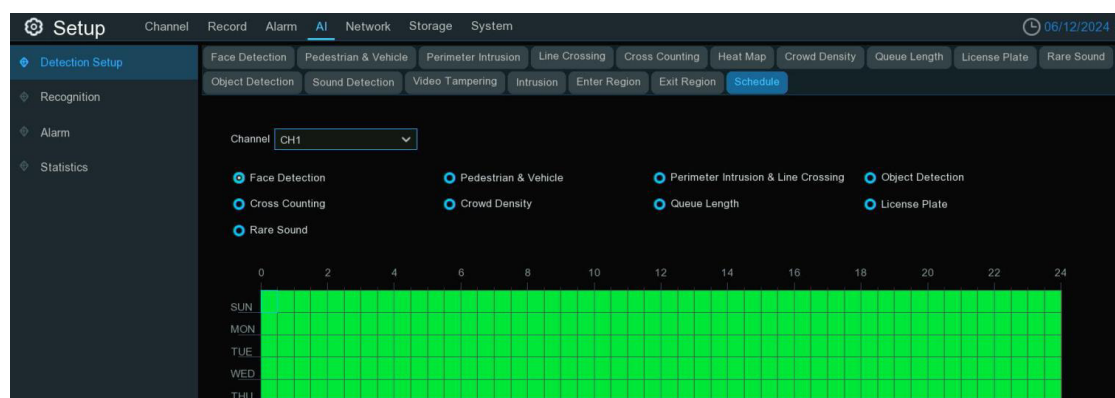 Setup Channel Record Alarm AI Network Storage System 06/12/2024
Detection Setup
Recognition
Alarm
Statistics
Face Detection Pedestrian & Vehicle Perimeter Intrusion Line Crossing Cross Counting Heat Map Crowd Density Queue Length License Plate Rare Sound
Object Detection Sound Detection Video Tampering Intrusion Enter Region Exit Region Schedule
Channel CH1
Face Detection Pedestrian & Vehicle Perimeter Intrusion & Line Crossing Object Detection
Cross Counting Crowd Density Queue Length License Plate
Rare Sound
0 2 4 6 8 10 12 14 16 18 20 22 24
SUN
MON
TUE
WED
THU